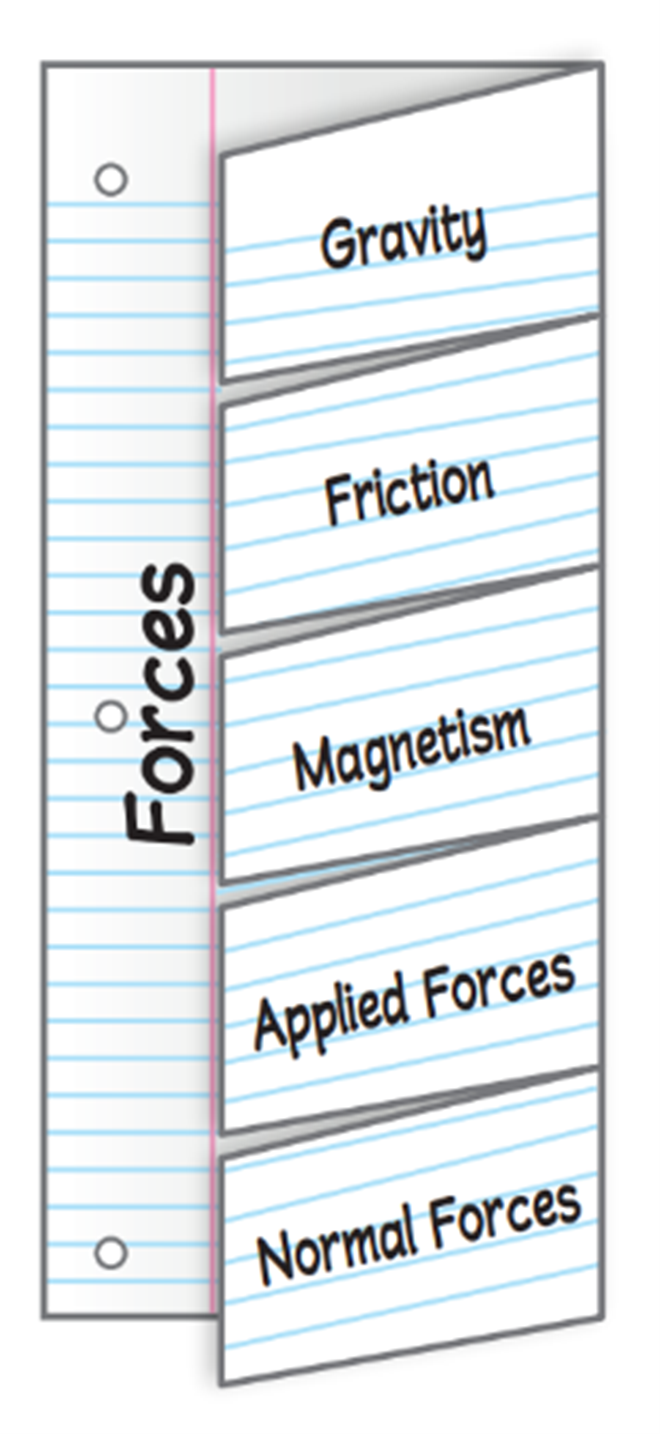 Forces
Gravity
Friction
Magnetism
Applied Forces
Normal Forces